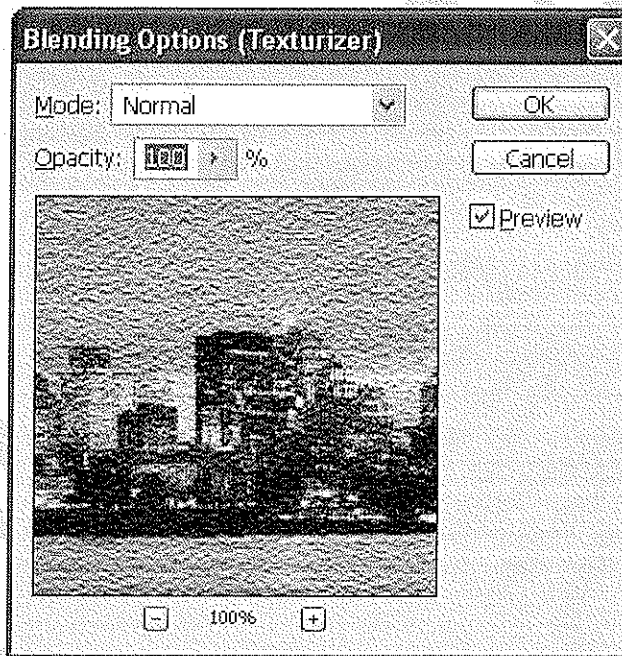 Blending Options (Texturizer)
Mode: Normal
OK
Opacity: 100 %
Cancel
Preview
100%